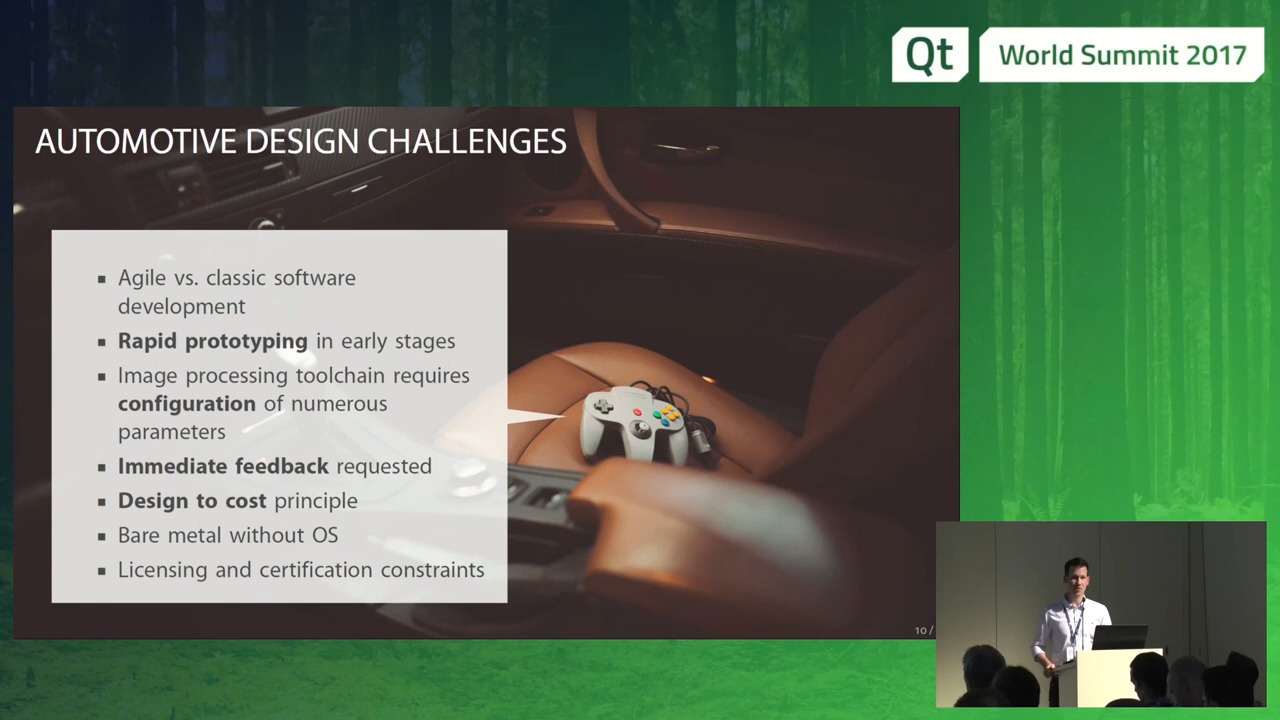 Qt World Summit 2017
AUTOMOTIVE DESIGN CHALLENGES
▪ Agile vs. classic software
development
▪ Rapid prototyping in early stages
▪ Image processing toolchain requires
configuration of numerous
parameters
▪ Immediate feedback requested
▪ Design to cost principle
▪ Bare metal without OS
▪ Licensing and certification constraints
10 /